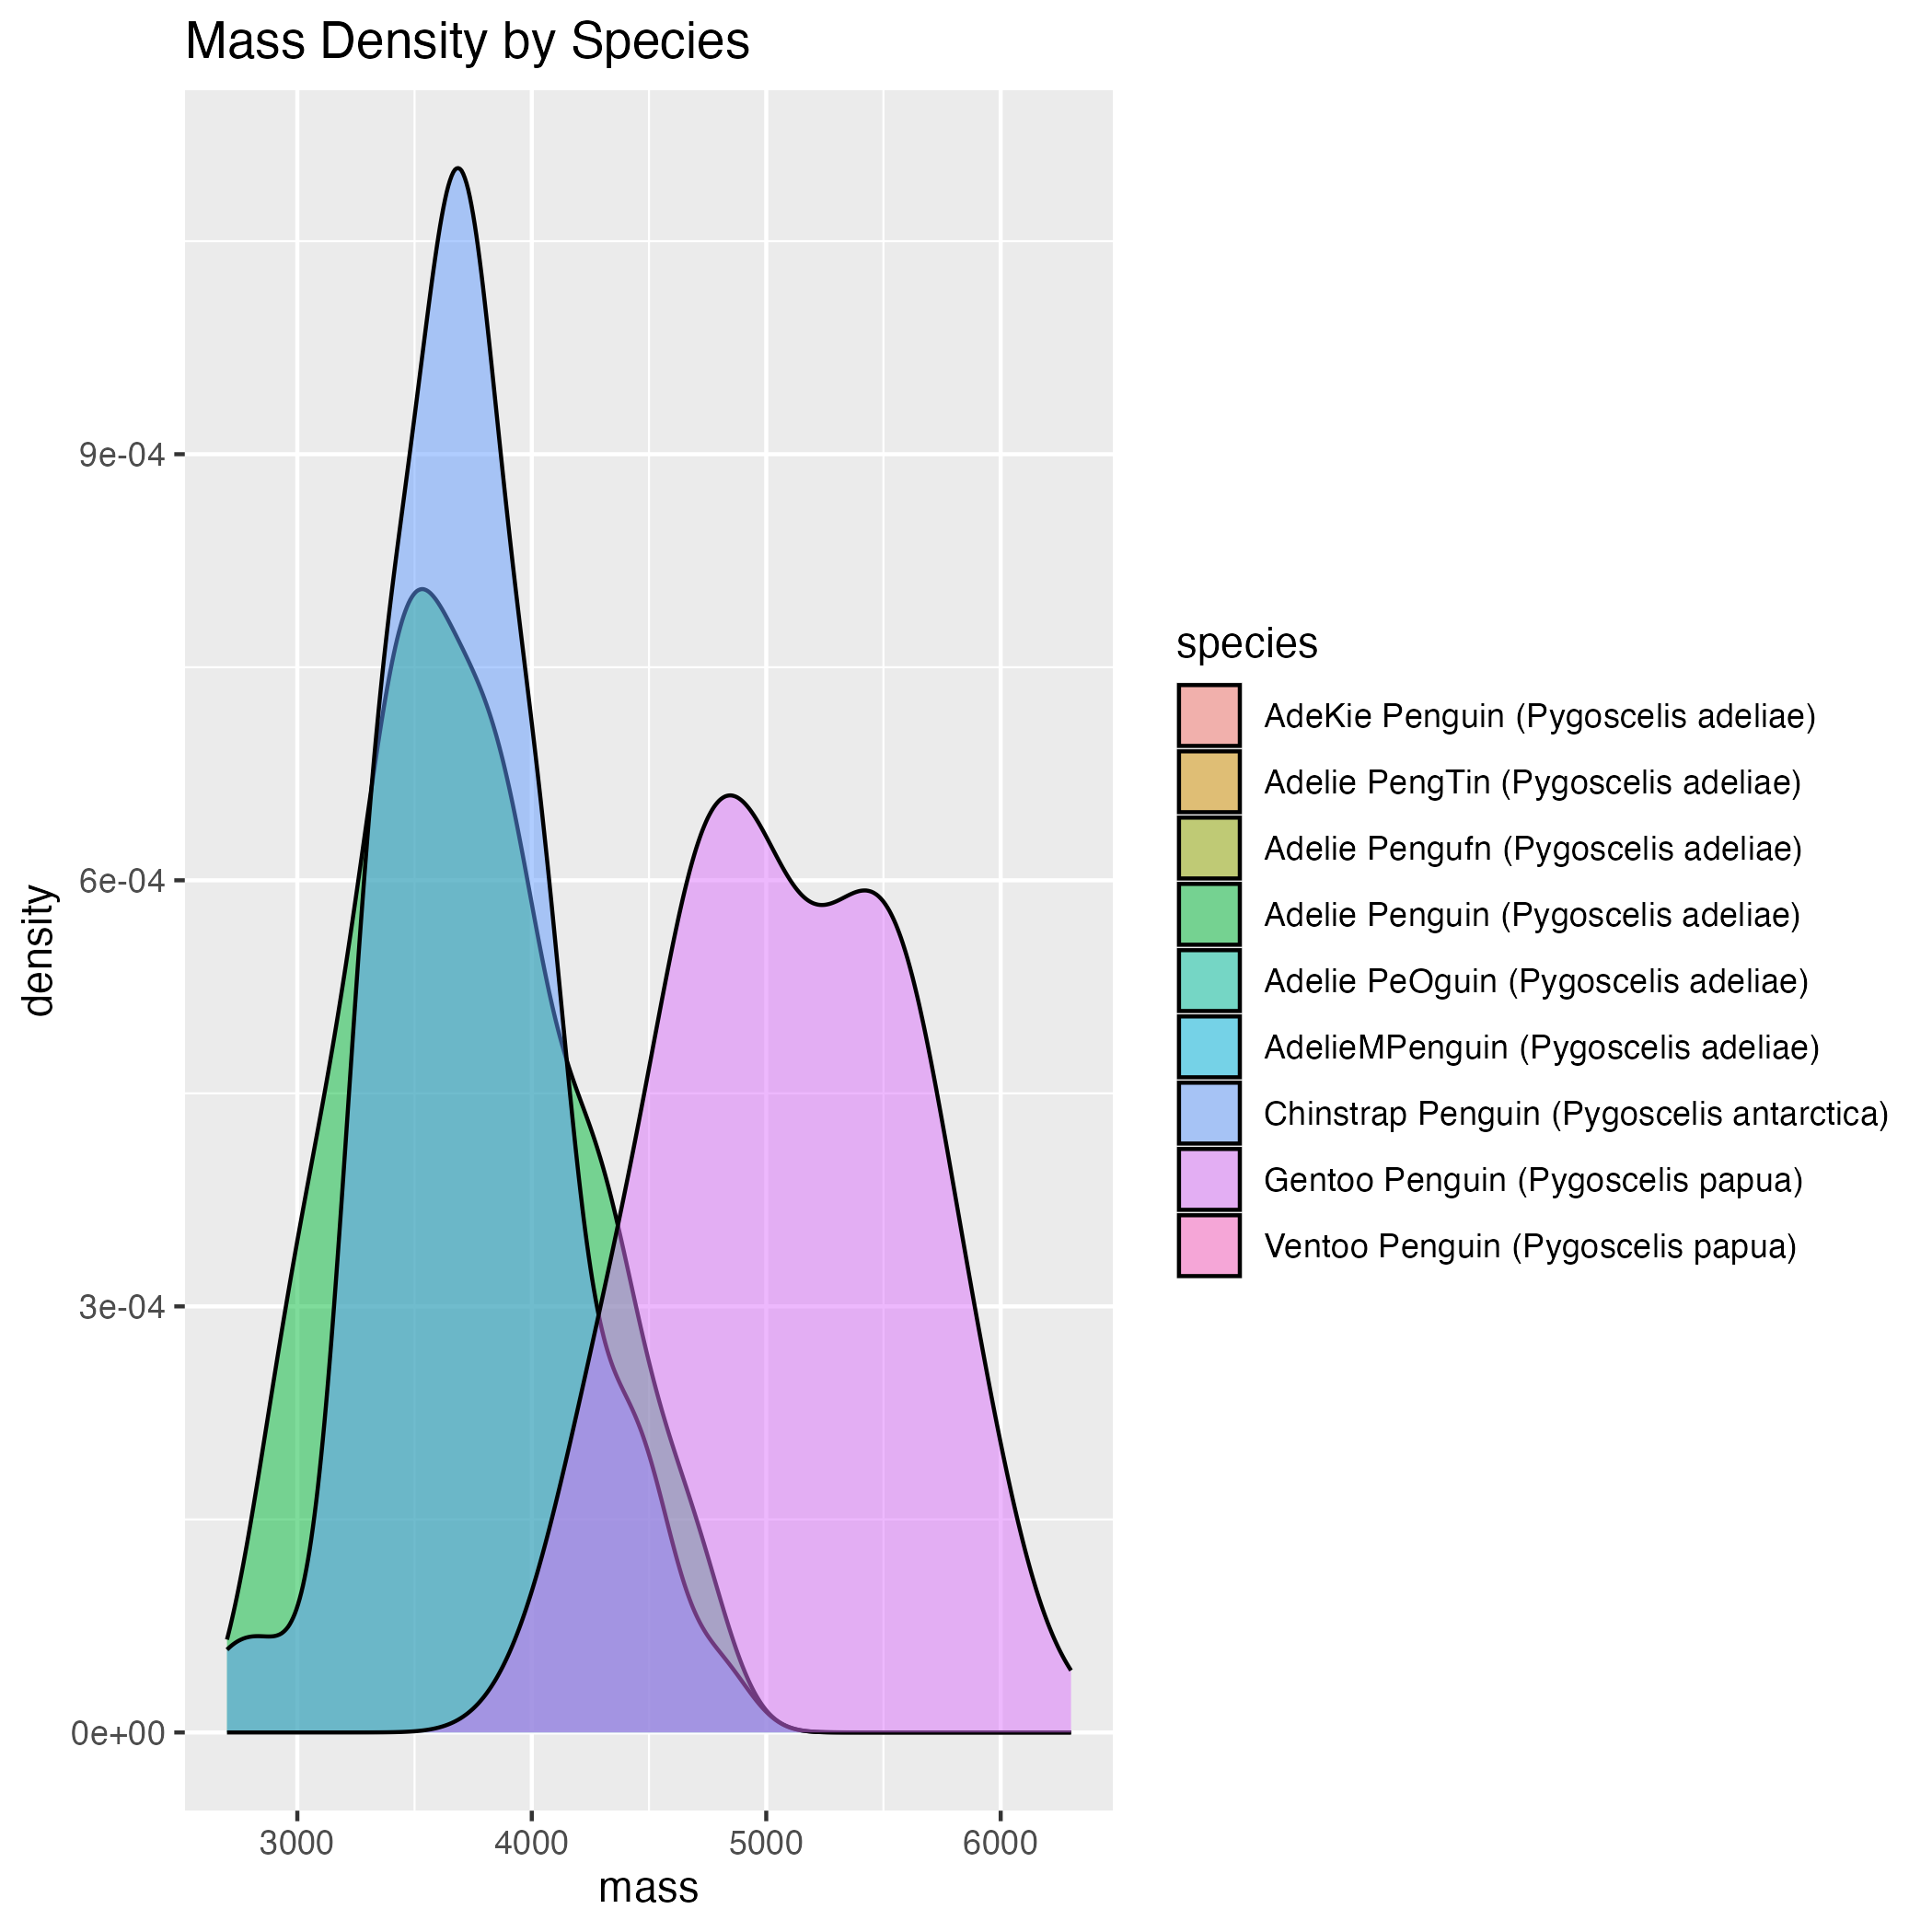 Mass Density by Species
9e-04
6e-04
3e-04
0e+00
density
3000 4000 5000 6000
mass
species
AdeKie Penguin (Pygoscelis adeliae)
Adelie PengTin (Pygoscelis adeliae)
Adelie Pengufn (Pygoscelis adeliae)
Adelie Penguin (Pygoscelis adeliae)
Adelie PeOguin (Pygoscelis adeliae)
AdelieMPenguin (Pygoscelis adeliae)
Chinstrap Penguin (Pygoscelis antarctica)
Gentoo Penguin (Pygoscelis papua)
Ventoo Penguin (Pygoscelis papua)